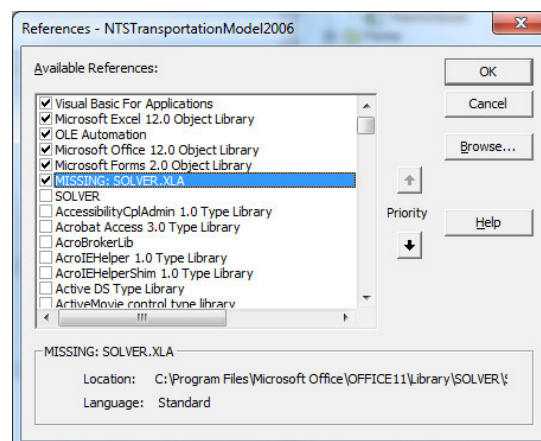 References - NTSTransportationModel2006
Available References:
Visual Basic For Applications
Microsoft Excel 12.0 Object Library
OLE Automation
Microsoft Office 12.0 Object Library
Microsoft Forms 2.0 Object Library
MISSING: SOLVER.XLA
SOLVER
AccessibilityCplAdmin 1.0 Type Library
Acrobat Access 3.0 Type Library
AcroBrokerLib
AcroIEHelper 1.0 Type Library
AcroIEHelperShim 1.0 Type Library
Active DS Type Library
ActiveMovie control type library
OK
Cancel
Browse...
Priority
Help
MISSING: SOLVER.XLA
Location: C:\Program Files\Microsoft Office\OFFICE11\Library\SOLVER\
Language: Standard